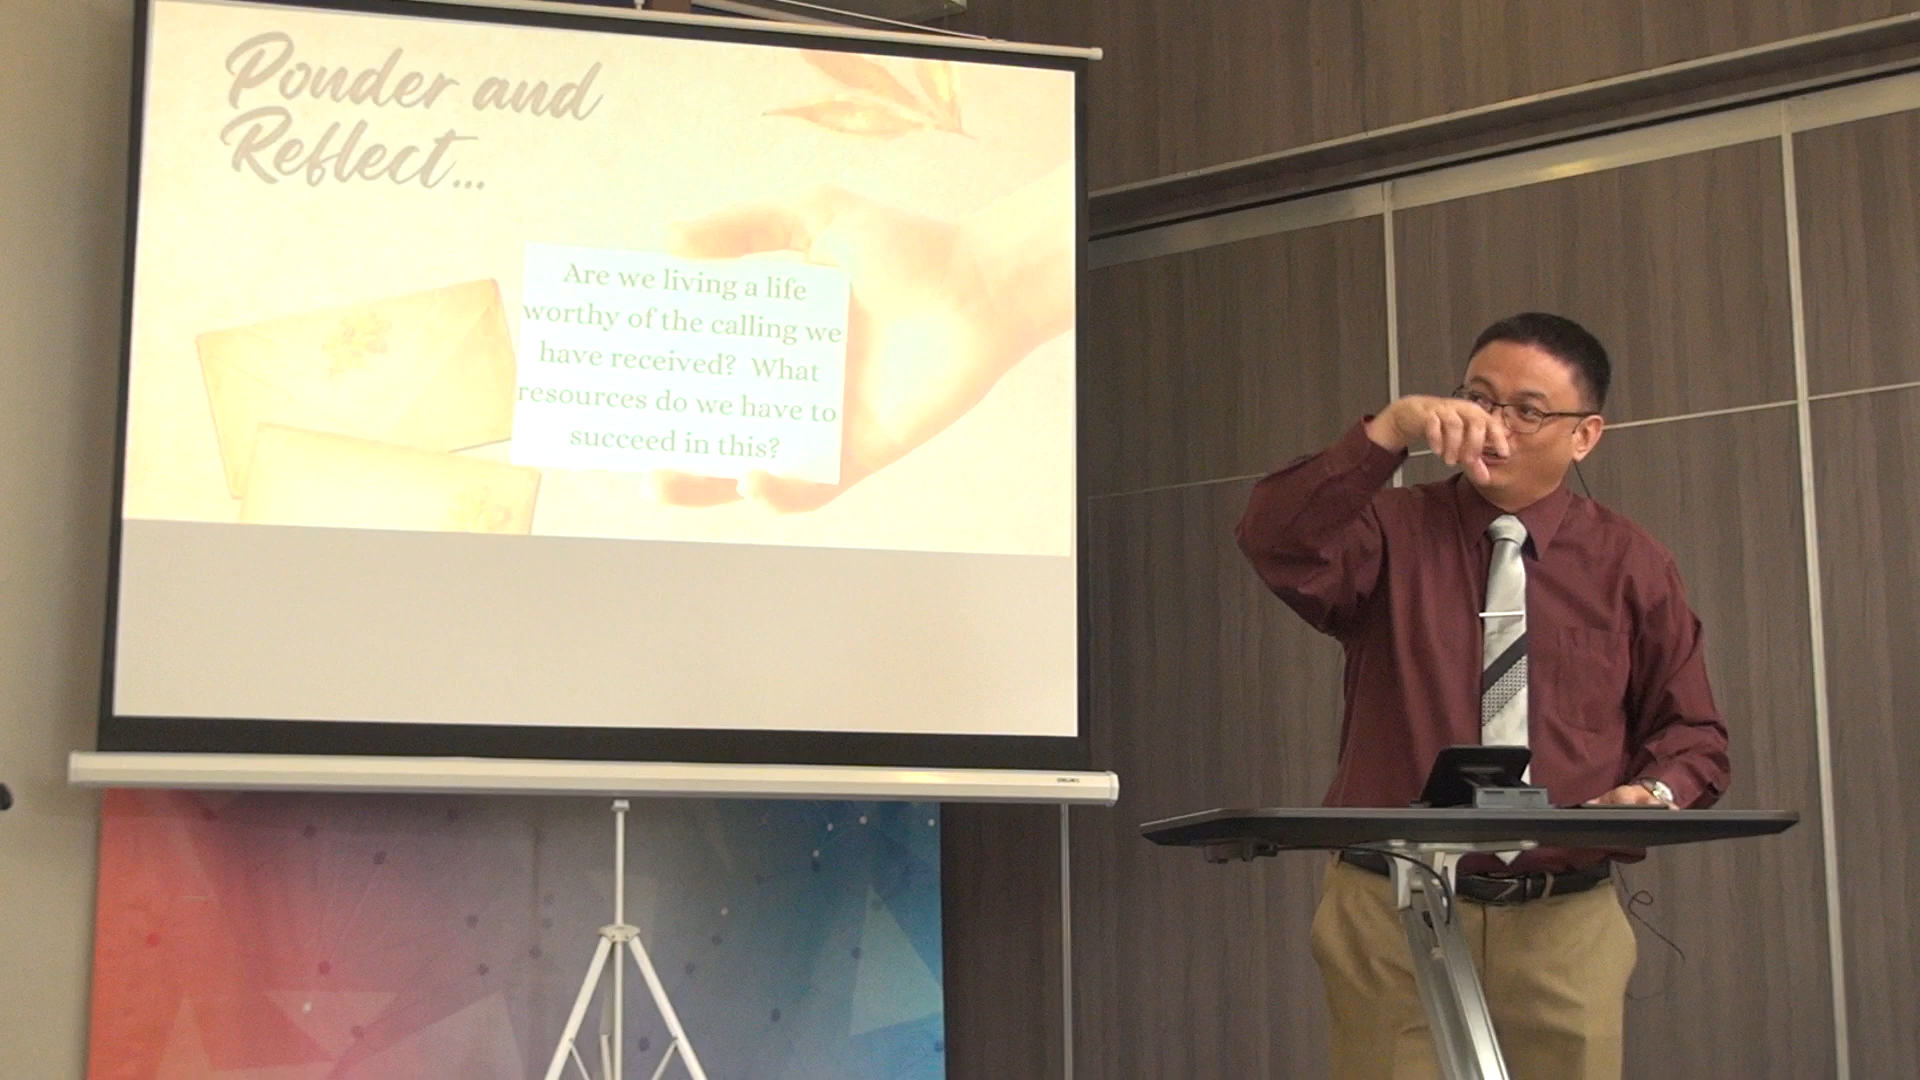 Ponder and
Reflect...
Are we living a life
worthy of the calling we
have received? What
resources do we have to
succeed in this?